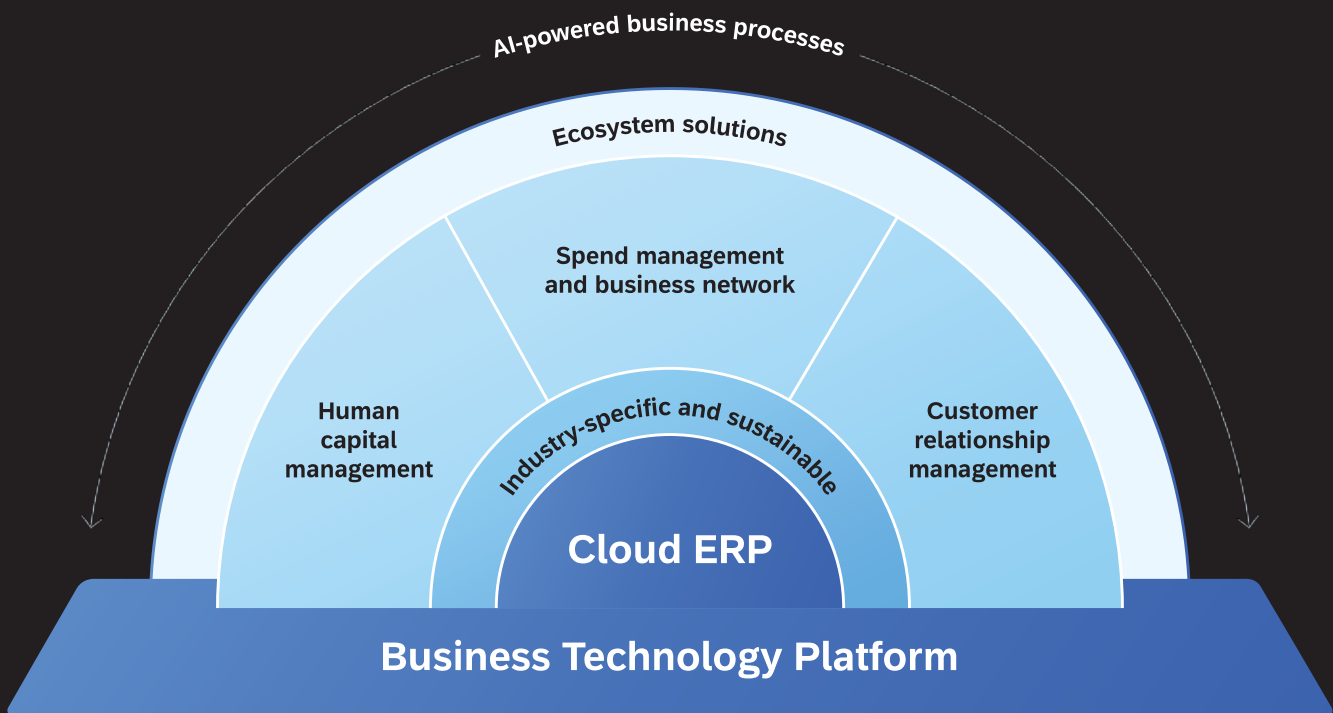 AI-powered business processes
Ecosystem solutions
Spend management
and business network
Human
capital
management
Customer
relationship
management
Industry-specific and sustainable
Cloud ERP
Business Technology Platform